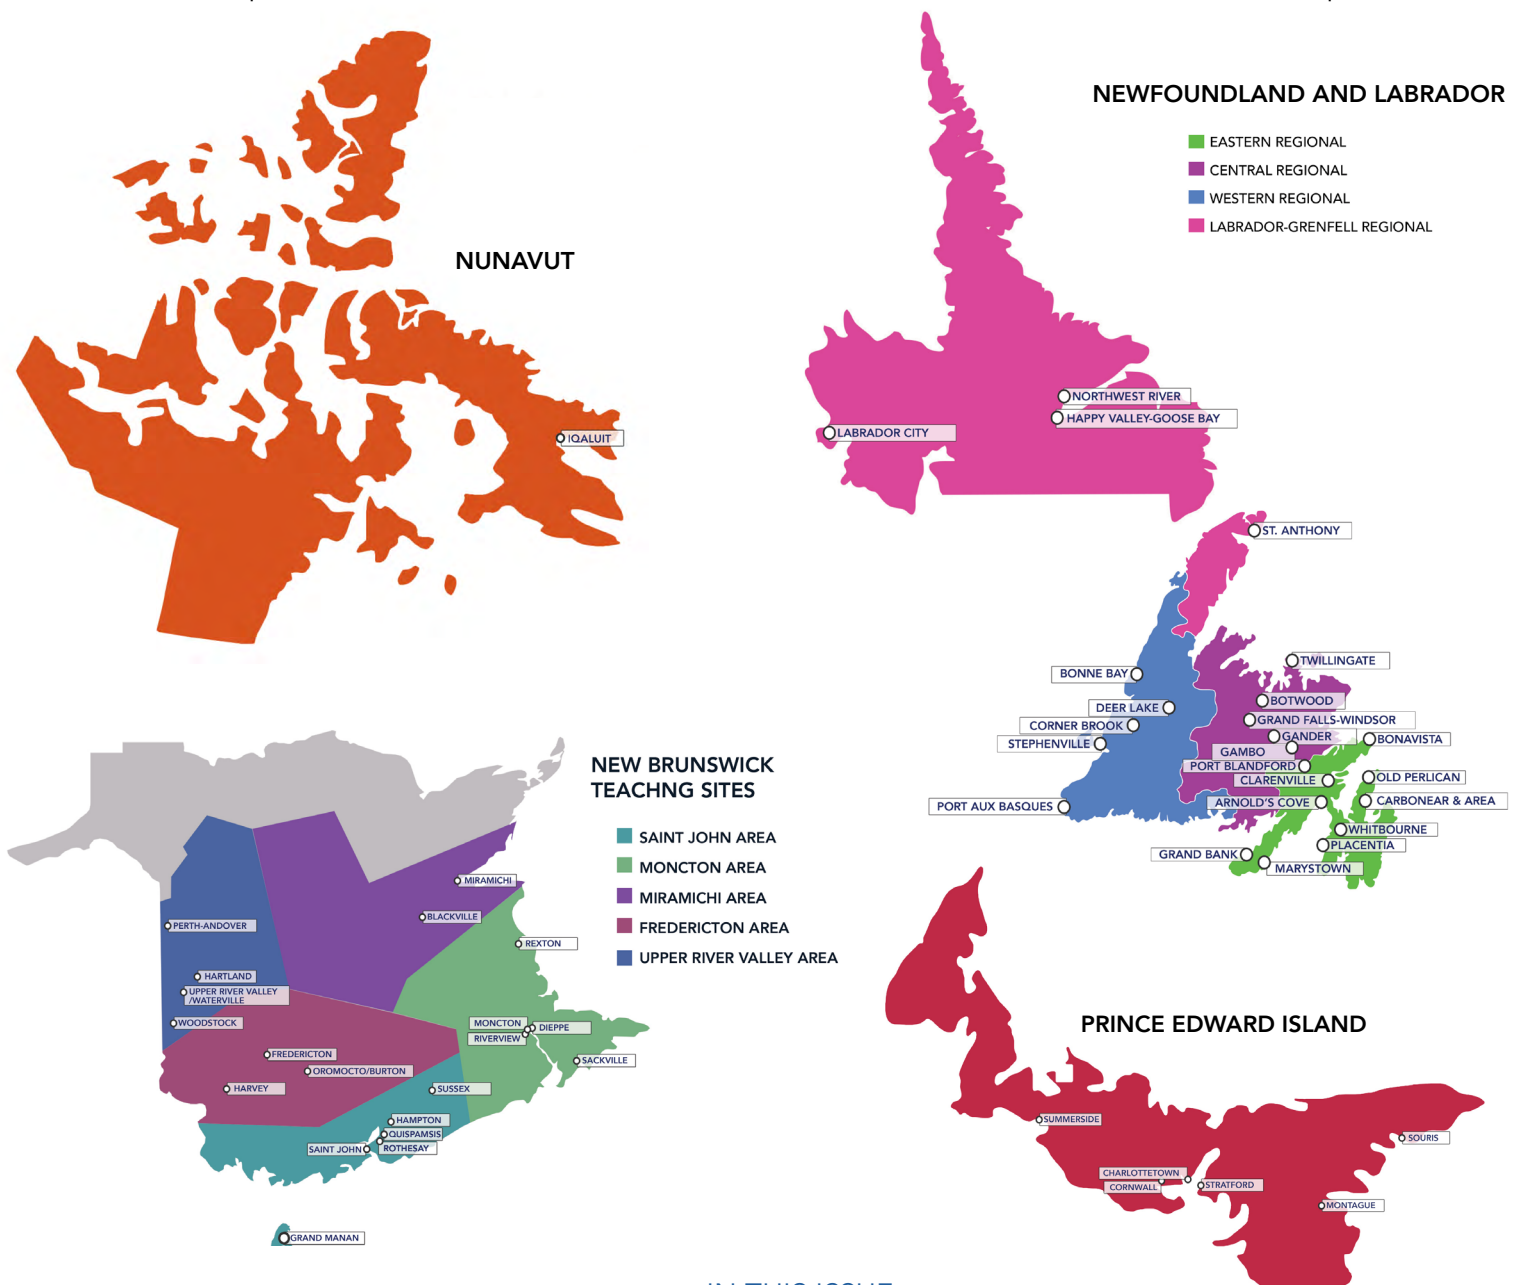 NUNAVUT
IQALUIT
NEWFOUNDLAND AND LABRADOR
EASTERN REGIONAL
CENTRAL REGIONAL
WESTERN REGIONAL
LABRADOR-GRENFELL REGIONAL
NORTHWEST RIVER
HAPPY VALLEY-GOOSE BAY
LABRADOR CITY
ST. ANTHONY
TWILLINGATE
BONNE BAY
BOTWOOD
DEER LAKE
GRAND FALLS-WINDSOR
CORNER BROOK
GANDER
BONAVISTA
STEPHENVILLE
GAMBO
PORT BLANDFORD
OLD PERLICAN
CLARENVILLE
PORT AUX BASQUES
ARNOLD'S COVE
CARBONEAR & AREA
WHITBOURNE
PLACENTIA
GRAND BANK
MARYSTOWN
NEW BRUNSWICK
TEACHNG SITES
SAINT JOHN AREA
MONCTON AREA
MIRAMICHI AREA
FREDERICTON AREA
UPPER RIVER VALLEY AREA
MIRAMICHI
BLACKVILLE
PERTH-ANDOVER
REXTON
HARTLAND
UPPER RIVER VALLEY
/WATERVILLE
WOODSTOCK
MONCTON
DIEPPE
RIVERVIEW
FREDERICTON
SACKVILLE
OROMOCTO/BURTON
HARVEY
SUSSEX
HAMPTON
QUISPAMSIS
SAINT JOHN
ROTHESAY
GRAND MANAN
PRINCE EDWARD ISLAND
SUMMERSIDE
SOURIS
CHARLOTTETOWN
CORNWALL
STRATFORD
MONTAGUE
IN THIS ISSUE